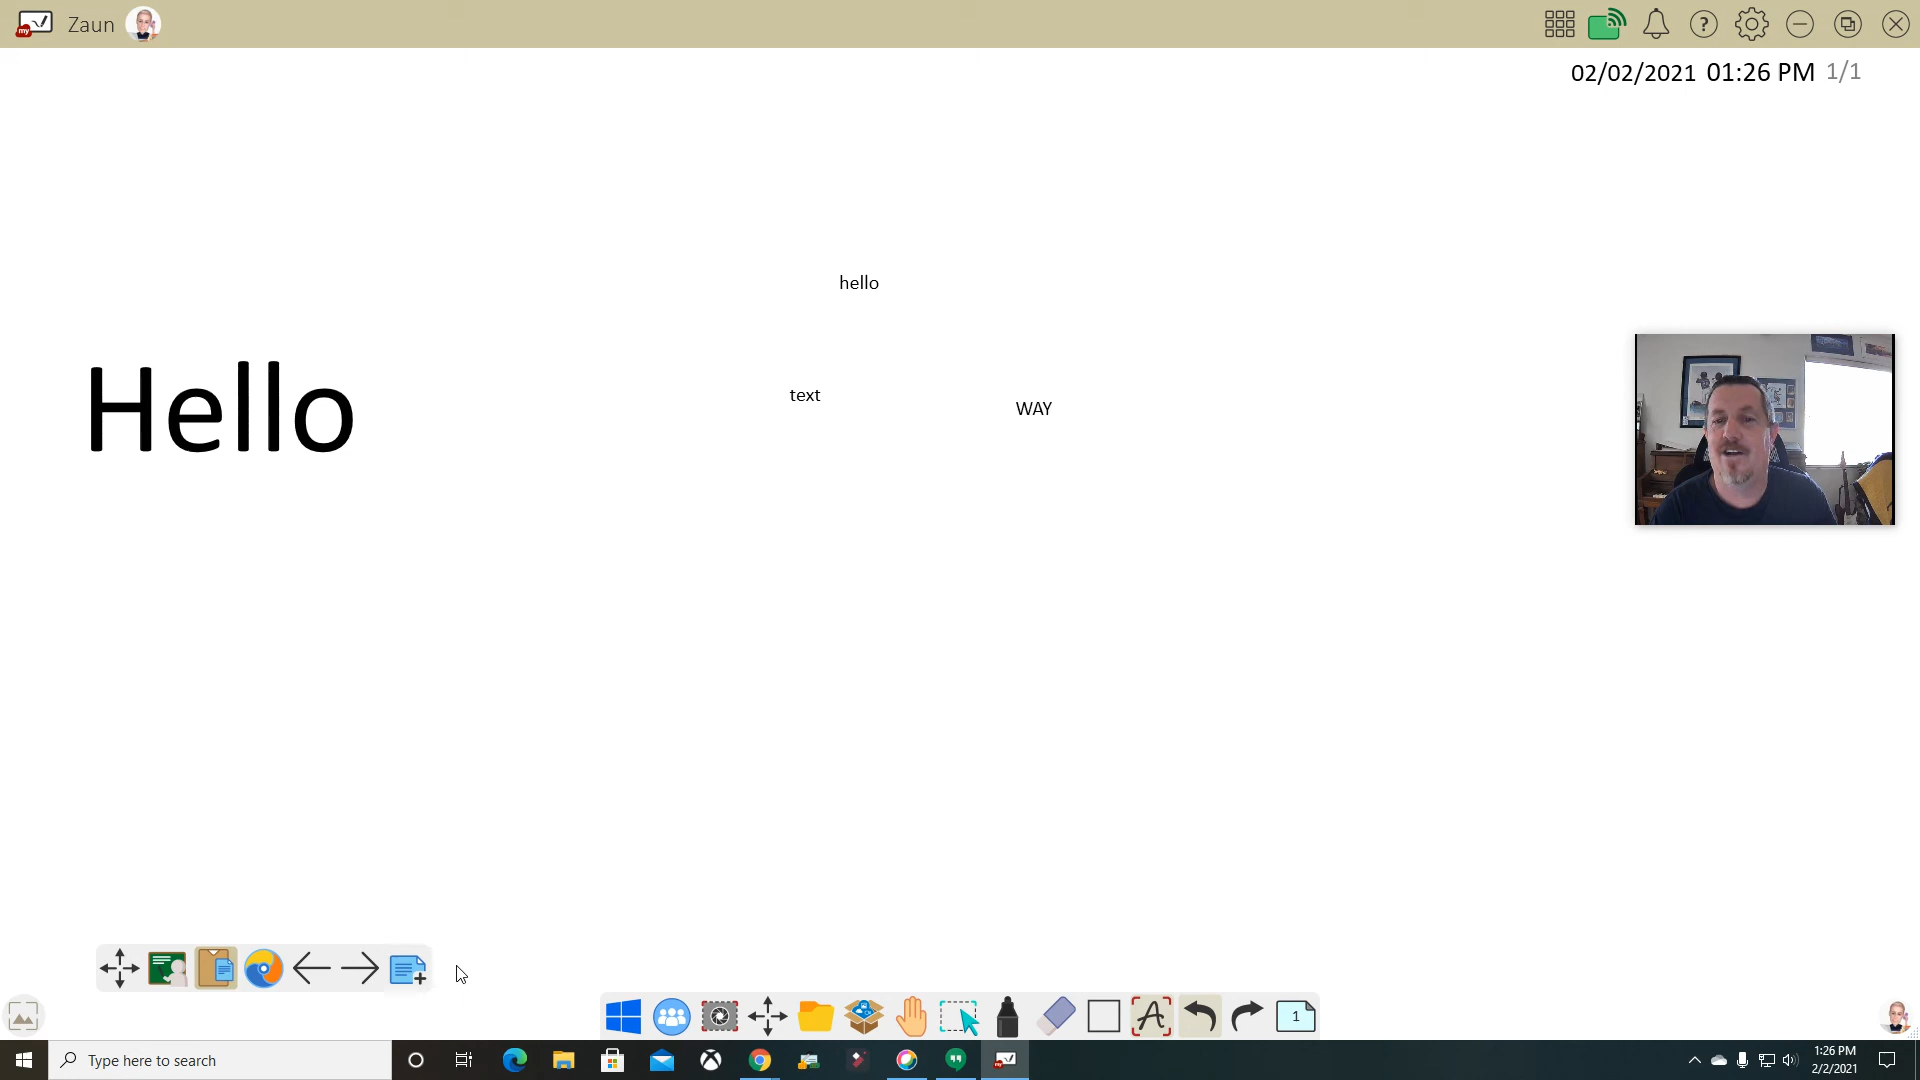 my Zaun
02/02/2021 01:26 PM 1/1
hello
Hello
text
WAY
1
Type here to search
1:26 PM
2/2/2021